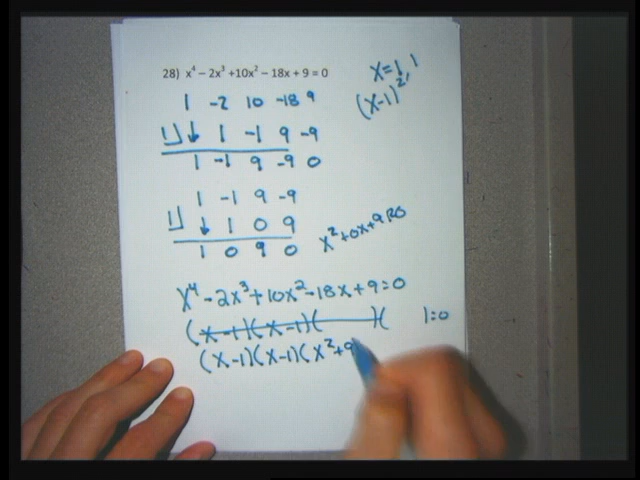 28) x⁴ – 2x³ +10x² – 18x + 9 = 0
x=1,1
(x-1)²
1 -2 10 -18 9
1 ↓ 1 -1 9 -9
1 -1 9 -9 0
1 -1 9 -9
1 ↓ 1 0 9
1 0 9 0
x²+0x+9 R0
x⁴-2x³+10x²-18x+9=0
(x-1)(x-1)( )( )=0
(x-1)(x-1)(x²+9